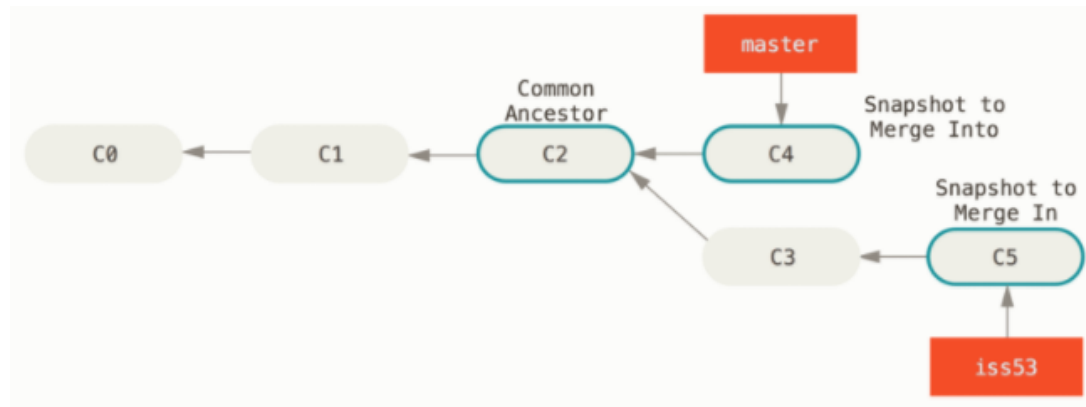 master
Common
Ancestor
Snapshot to
Merge Into
C0
C1
C2
C4
Snapshot to
Merge In
C3
C5
iss53